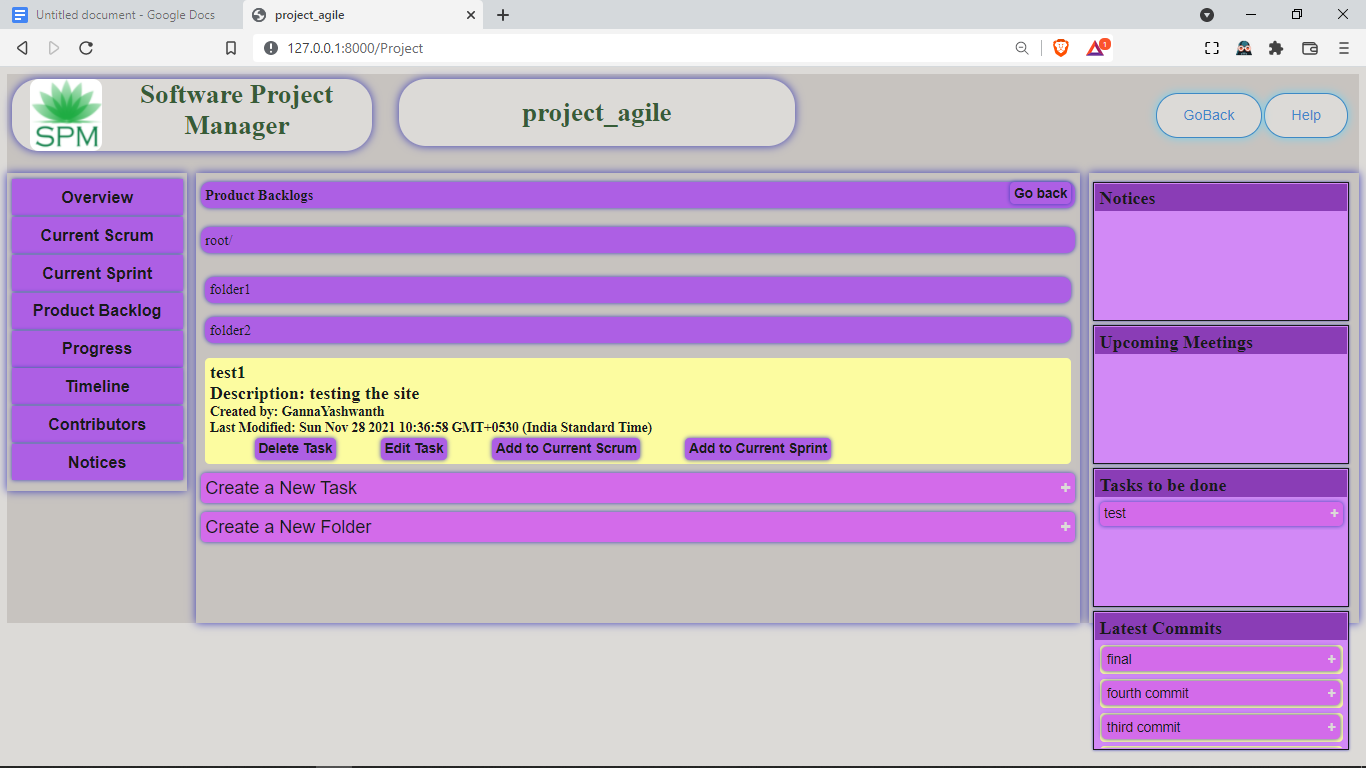 Untitled document - Google Docs
project_agile
127.0.0.1:8000/Project
1
SPM
Software Project
Manager
project_agile
GoBack
Help
Overview
Current Scrum
Current Sprint
Product Backlog
Progress
Timeline
Contributors
Notices
Product Backlogs
Go back
root/
folder1
folder2
test1
Description: testing the site
Created by: GannaYashwanth
Last Modified: Sun Nov 28 2021 10:36:58 GMT+0530 (India Standard Time)
Delete Task
Edit Task
Add to Current Scrum
Add to Current Sprint
Create a New Task +
Create a New Folder +
Notices
Upcoming Meetings
Tasks to be done
test +
Latest Commits
final +
fourth commit +
third commit +